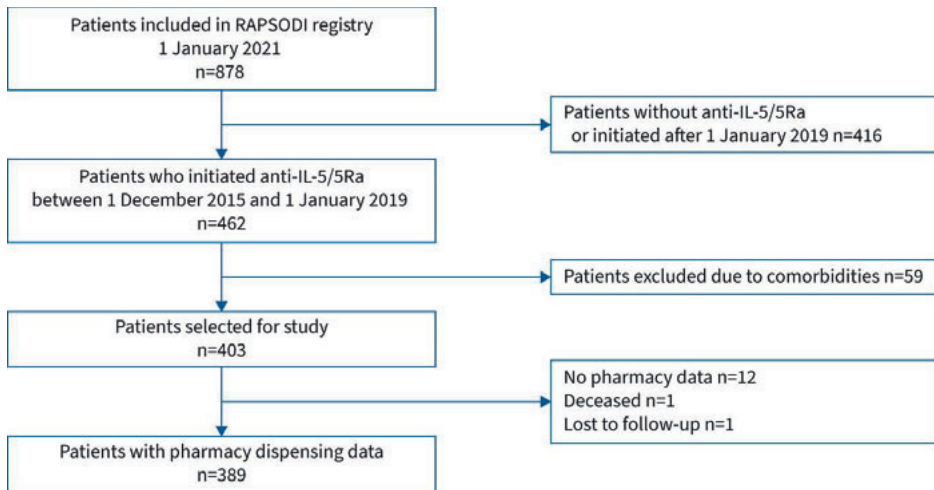 Patients included in RAPSODI registry
1 January 2021
n=878
Patients without anti-IL-5/5Ra
or initiated after 1 January 2019 n=416
Patients who initiated anti-IL-5/5Ra
between 1 December 2015 and 1 January 2019
n=462
Patients excluded due to comorbidities n=59
Patients selected for study
n=403
No pharmacy data n=12
Deceased n=1
Lost to follow-up n=1
Patients with pharmacy dispensing data
n=389